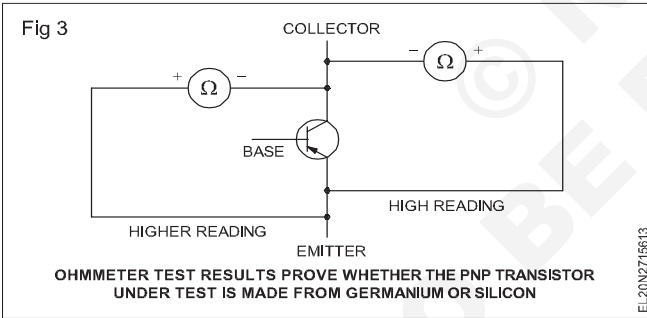 Fig 3
COLLECTOR
+ Ω −
− Ω +
BASE
HIGHER READING
HIGH READING
EMITTER
OHMMETER TEST RESULTS PROVE WHETHER THE PNP TRANSISTOR
UNDER TEST IS MADE FROM GERMANIUM OR SILICON
EL20N2715613
© N
BE